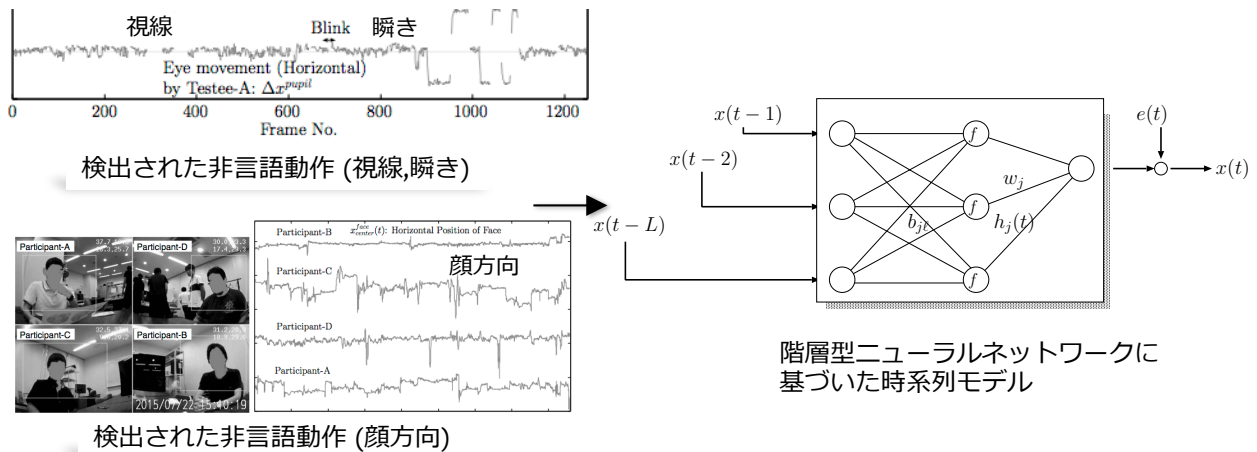 視線
Blink
瞬き
Eye movement (Horizontal)
by Testee-A: Δx^{pupil}
0 200 400 600 800 1000 1200
Frame No.
検出された非言語動作 (視線,瞬き)
Participant-A
Participant-D
Participant-C
Participant-B
2015/07/22 15:40:19
Participant-B
x_{center}^{face}(t): Horizontal Position of Face
顔方向
Participant-C
Participant-D
Participant-A
検出された非言語動作 (顔方向)
x(t − 1)
x(t − 2)
x(t − L)
f
f
f
w_j
b_{jℓ}
h_j(t)
e(t)
x(t)
階層型ニューラルネットワークに
基づいた時系列モデル